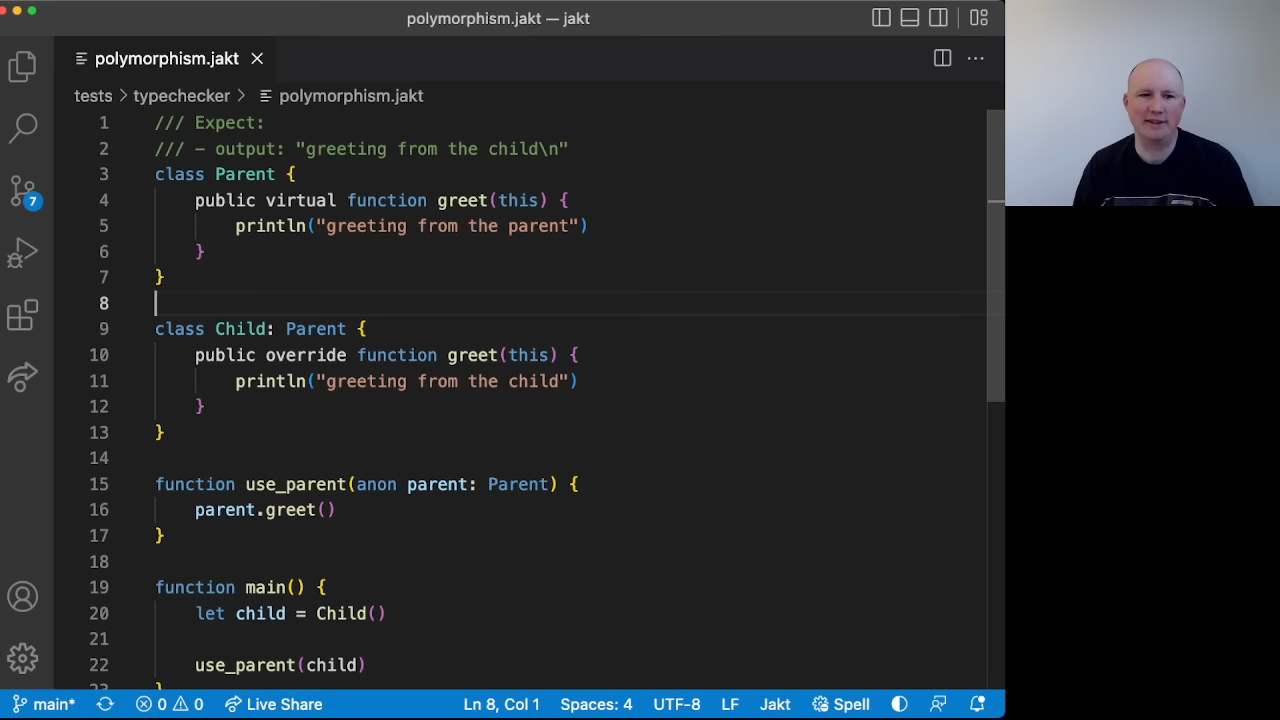 polymorphism.jakt — jakt
polymorphism.jakt
tests > typechecker > polymorphism.jakt
1 /// Expect:
2 /// - output: "greeting from the child\n"
3 class Parent {
4 public virtual function greet(this) {
5 println("greeting from the parent")
6 }
7 }
8
9 class Child: Parent {
10 public override function greet(this) {
11 println("greeting from the child")
12 }
13 }
14
15 function use_parent(anon parent: Parent) {
16 parent.greet()
17 }
18
19 function main() {
20 let child = Child()
21
22 use_parent(child)
23 }
7
main* 0 0 Live Share Ln 8, Col 1 Spaces: 4 UTF-8 LF Jakt Spell